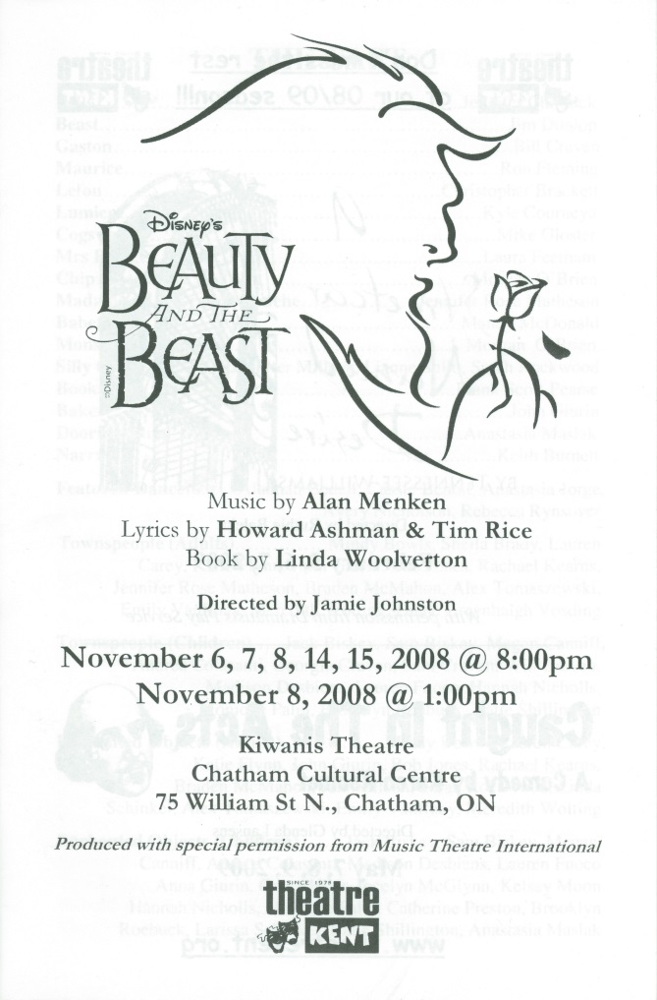 Disney's
BEAUTY
AND THE
BEAST
©Disney
Music by Alan Menken
Lyrics by Howard Ashman & Tim Rice
Book by Linda Woolverton
Directed by Jamie Johnston
November 6, 7, 8, 14, 15, 2008 @ 8:00pm
November 8, 2008 @ 1:00pm
Kiwanis Theatre
Chatham Cultural Centre
75 William St N., Chatham, ON
Produced with special permission from Music Theatre International
SINCE 1979
theatre
KENT